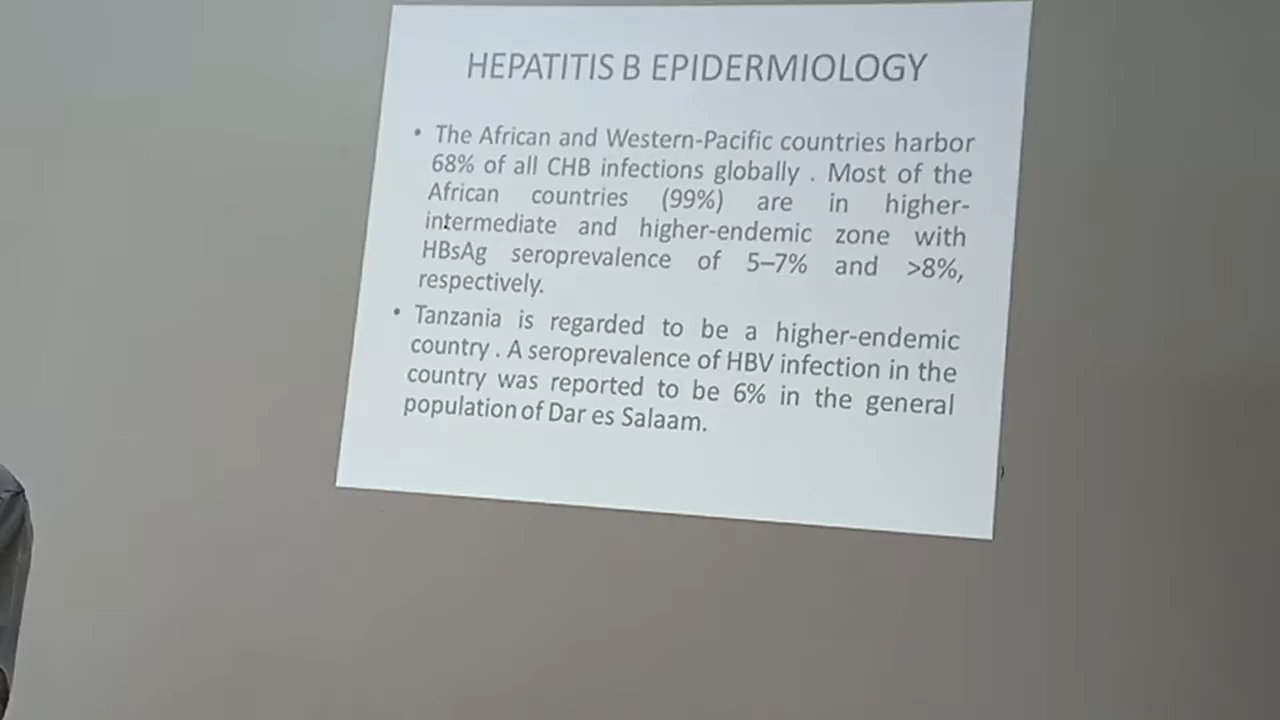 HEPATITIS B EPIDERMIOLOGY
• The African and Western-Pacific countries harbor
68% of all CHB infections globally . Most of the
African countries (99%) are in higher-
intermediate and higher-endemic zone with
HBsAg seroprevalence of 5–7% and >8%,
respectively.
• Tanzania is regarded to be a higher-endemic
country . A seroprevalence of HBV infection in the
country was reported to be 6% in the general
population of Dar es Salaam.